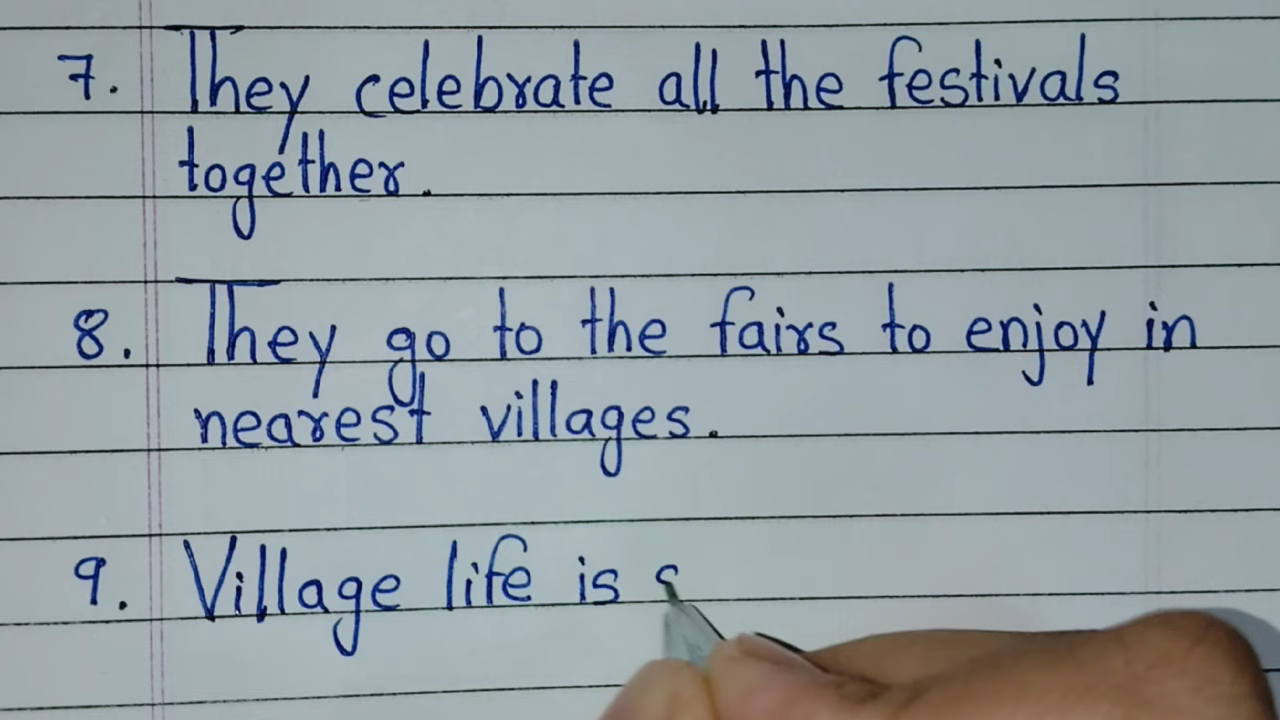 7. They celebrate all the festivals
together.
8. They go to the fairs to enjoy in
nearest villages.
9. Village life is s